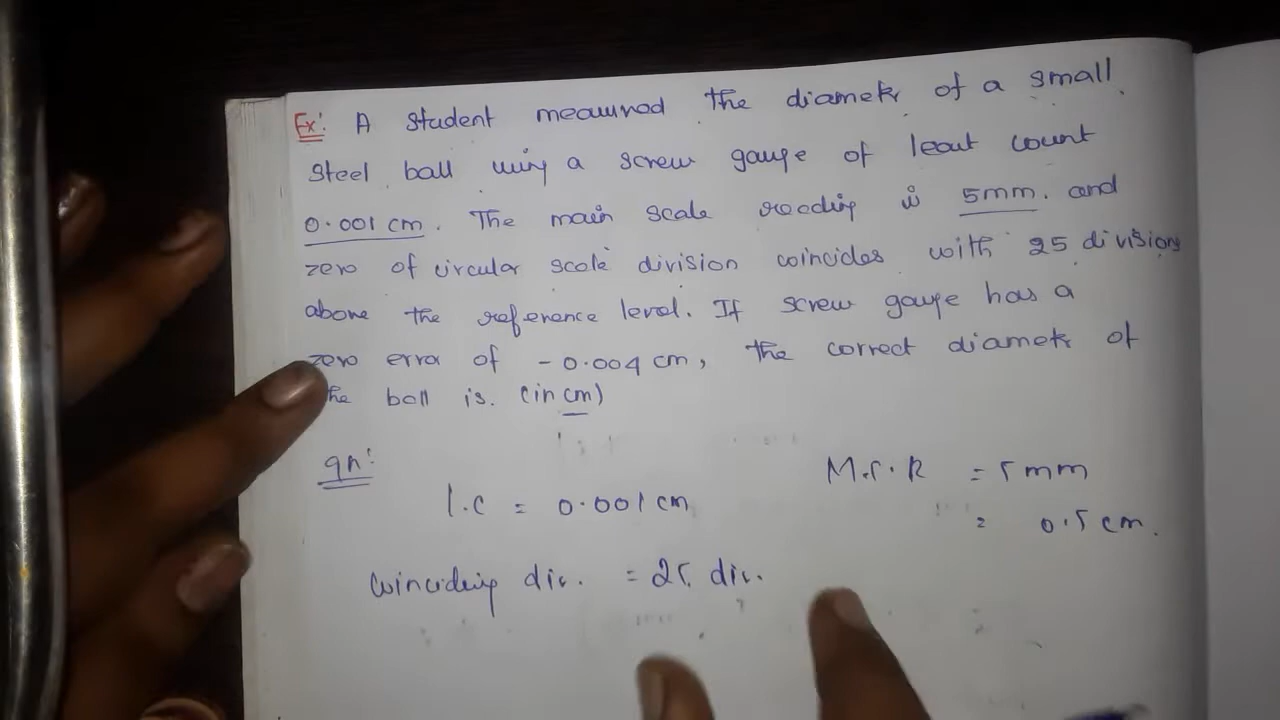 Ex: A student measured the diameter of a small
steel ball using a screw gauge of least count
0.001 cm. The main scale reading is 5mm. and
zero of circular scale division coincides with 25 divisions
above the reference level. If screw gauge has a
zero error of -0.004 cm, the correct diameter of
the ball is. (in cm)
gn:
L.C = 0.001 cm
M.S.R = 5 mm
= 0.5 cm.
Coinciding div. = 25 div.